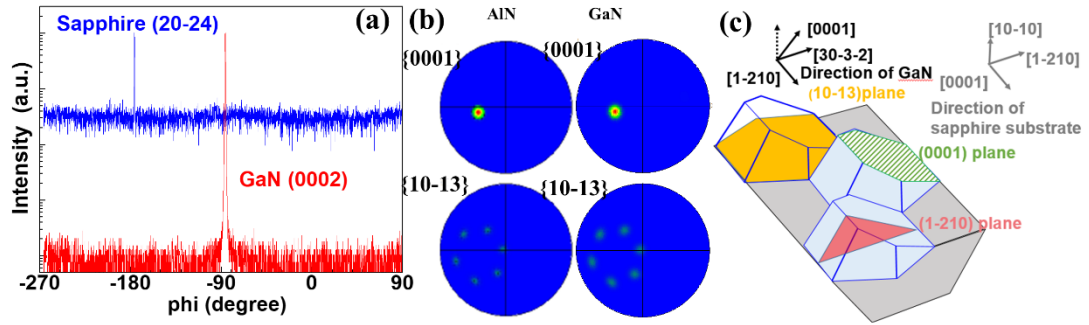 (a)
Sapphire (20-24)
GaN (0002)
Intensity (a.u.)
-270
-180
-90
0
90
phi (degree)
(b)
AlN
GaN
{0001}
{0001}
{10-13}
{10-13}
(c)
[0001]
[30-3-2]
[1-210]
Direction of GaN
(10-13)plane
[10-10]
[1-210]
[0001]
Direction of
sapphire substrate
(0001) plane
(1-210) plane